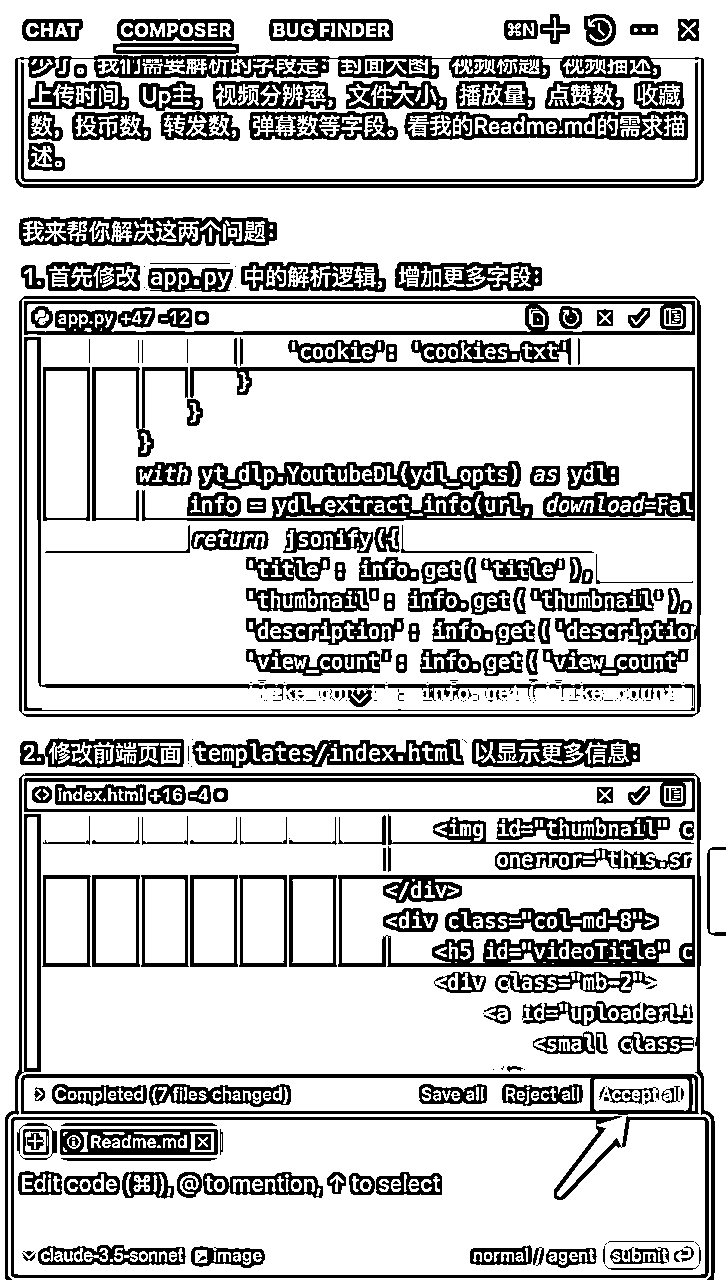 CHAT COMPOSER BUG FINDER ⌘N
少了。我们需要解析的字段是：封面大图，视频标题，视频描述，
上传时间，Up主，视频分辨率，文件大小，播放量，点赞数，收藏
数，投币数，转发数，弹幕数等字段。看我的Readme.md的需求描
述。
我来帮你解决这两个问题：
1. 首先修改 app.py 中的解析逻辑，增加更多字段：
app.py +47 -12
'cookie': 'cookies.txt'
}
}
}
with yt_dlp.YoutubeDL(ydl_opts) as ydl:
info = ydl.extract_info(url, download=Fal
return jsonify({
'title': info.get('title'),
'thumbnail': info.get('thumbnail'),
'description': info.get('description
'view_count': info.get('view_count'
'like_count': info.get('like_count'
2. 修改前端页面 templates/index.html 以显示更多信息：
index.html +16 -4
<img id="thumbnail" c
onerror="this.sr
</div>
<div class="col-md-8">
<h5 id="videoTitle" c
<div class="mb-2">
<a id="uploaderLi
<small class=
Completed (7 files changed) Save all Reject all Accept all
Readme.md
Edit code (⌘I), @ to mention, ↑ to select
claude-3.5-sonnet image normal // agent submit